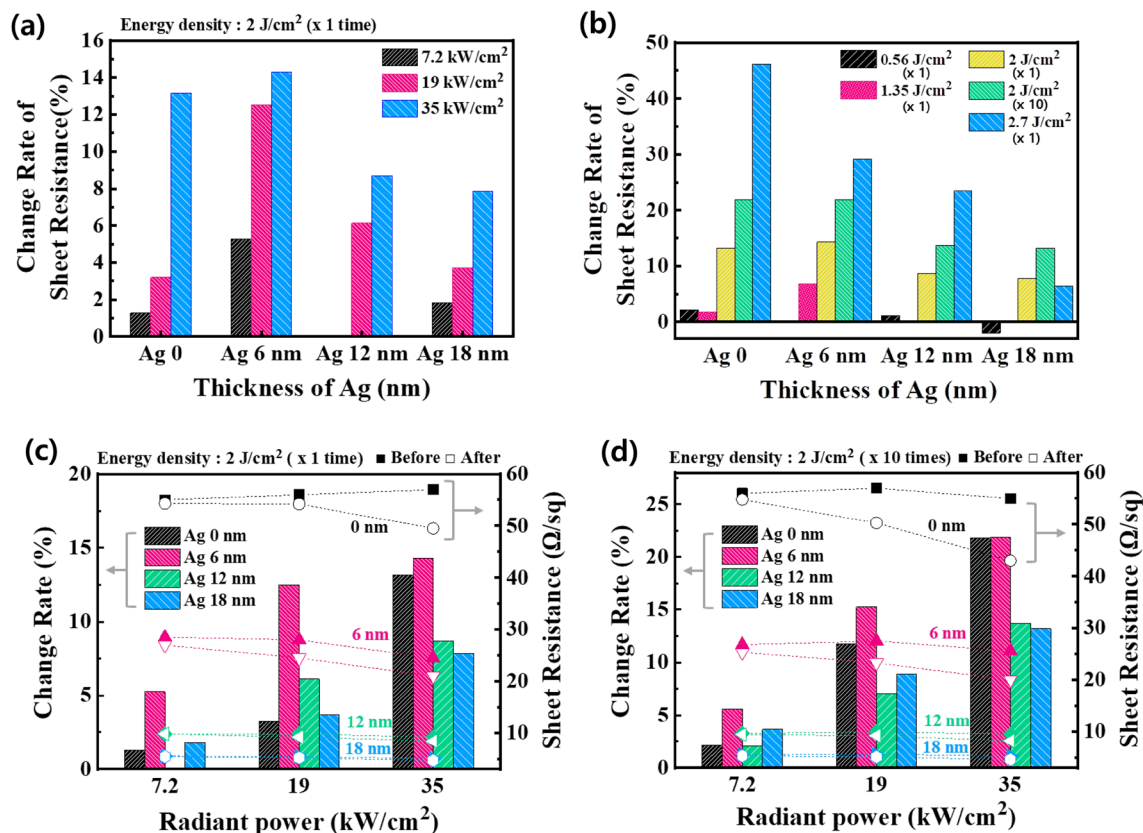 (a)
Energy density : 2 J/cm² (x 1 time)
Change Rate of
Sheet Resistance(%)
16
14
12
10
8
6
4
2
0
7.2 kW/cm²
19 kW/cm²
35 kW/cm²
Ag 0 Ag 6 nm Ag 12 nm Ag 18 nm
Thickness of Ag (nm)
(b)
Change Rate of
Sheet Resistance (%)
50
40
30
20
10
0
0.56 J/cm²
(x 1)
1.35 J/cm²
(x 1)
2 J/cm²
(x 1)
2 J/cm²
(x 10)
2.7 J/cm²
(x 1)
Ag 0 Ag 6 nm Ag 12 nm Ag 18 nm
Thickness of Ag (nm)
(c)
Energy density : 2 J/cm² ( x 1 time)
Before
After
Change Rate (%)
20
15
10
5
0
Ag 0 nm
Ag 6 nm
Ag 12 nm
Ag 18 nm
0 nm
6 nm
12 nm
18 nm
60
50
40
30
20
10
Sheet Resistance (Ω/sq)
7.2 19 35
Radiant power (kW/cm²)
(d)
Energy density : 2 J/cm² ( x 10 times)
Before
After
Change Rate (%)
25
20
15
10
5
0
Ag 0 nm
Ag 6 nm
Ag 12 nm
Ag 18 nm
0 nm
6 nm
12 nm
18 nm
60
50
40
30
20
10
Sheet Resistance (Ω/sq)
7.2 19 35
Radiant power (kW/cm²)